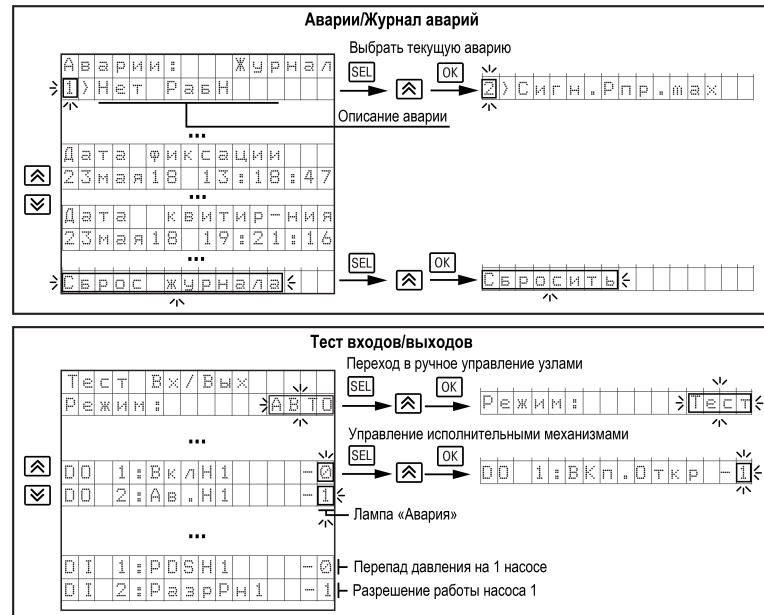 Аварии/Журнал аварий
Выбрать текущую аварию
Аварии: Журнал
1)Нет РабН
SEL
OK
2)Сигн.Рпр.max
Описание аварии
...
Дата фиксации
23мая18 13:18:47
...
Дата квитир-ния
23мая18 19:21:16
...
Сброс журнала
SEL
OK
Сбросить
Тест входов/выходов
Переход в ручное управление узлами
Тест Вх/Вых
Режим: АВТО
SEL
OK
Режим: Тест
...
Управление исполнительными механизмами
DO 1:ВклН1 -0
SEL
OK
DO 1:ВКп.Откр -1
DO 2:Ав.Н1 -1
Лампа «Авария»
...
DI 1:PDSН1 -0
Перепад давления на 1 насосе
DI 2:РазрРн1 -1
Разрешение работы насоса 1